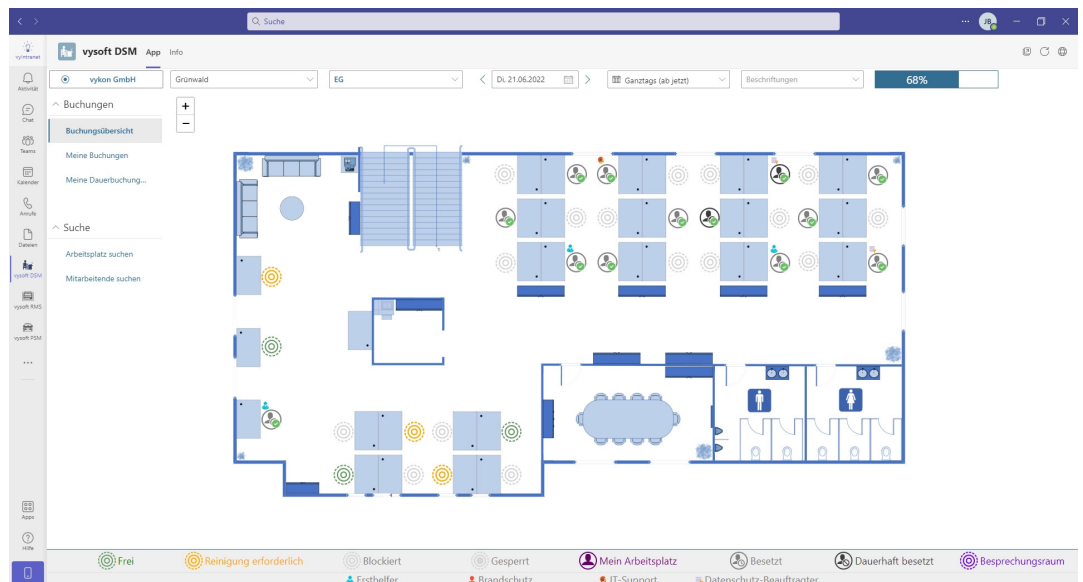 Suche
JB
vyintranet
vysoft DSM App Info
Aktivität
vykon GmbH
Grünwald
EG
Di, 21.06.2022
Ganztags (ab jetzt)
Beschriftungen
68%
Chat
Buchungen
Buchungsübersicht
Teams
Meine Buchungen
Kalender
Meine Dauerbuchung...
Anrufe
Suche
Dateien
Arbeitsplatz suchen
vysoft DSM
Mitarbeitende suchen
vysoft RMS
vysoft PSM
Apps
Hilfe
Frei
Reinigung erforderlich
Blockiert
Gesperrt
Mein Arbeitsplatz
Besetzt
Dauerhaft besetzt
Besprechungsraum
Ersthelfer
Brandschutz
IT-Support
Datenschutz-Beauftragter